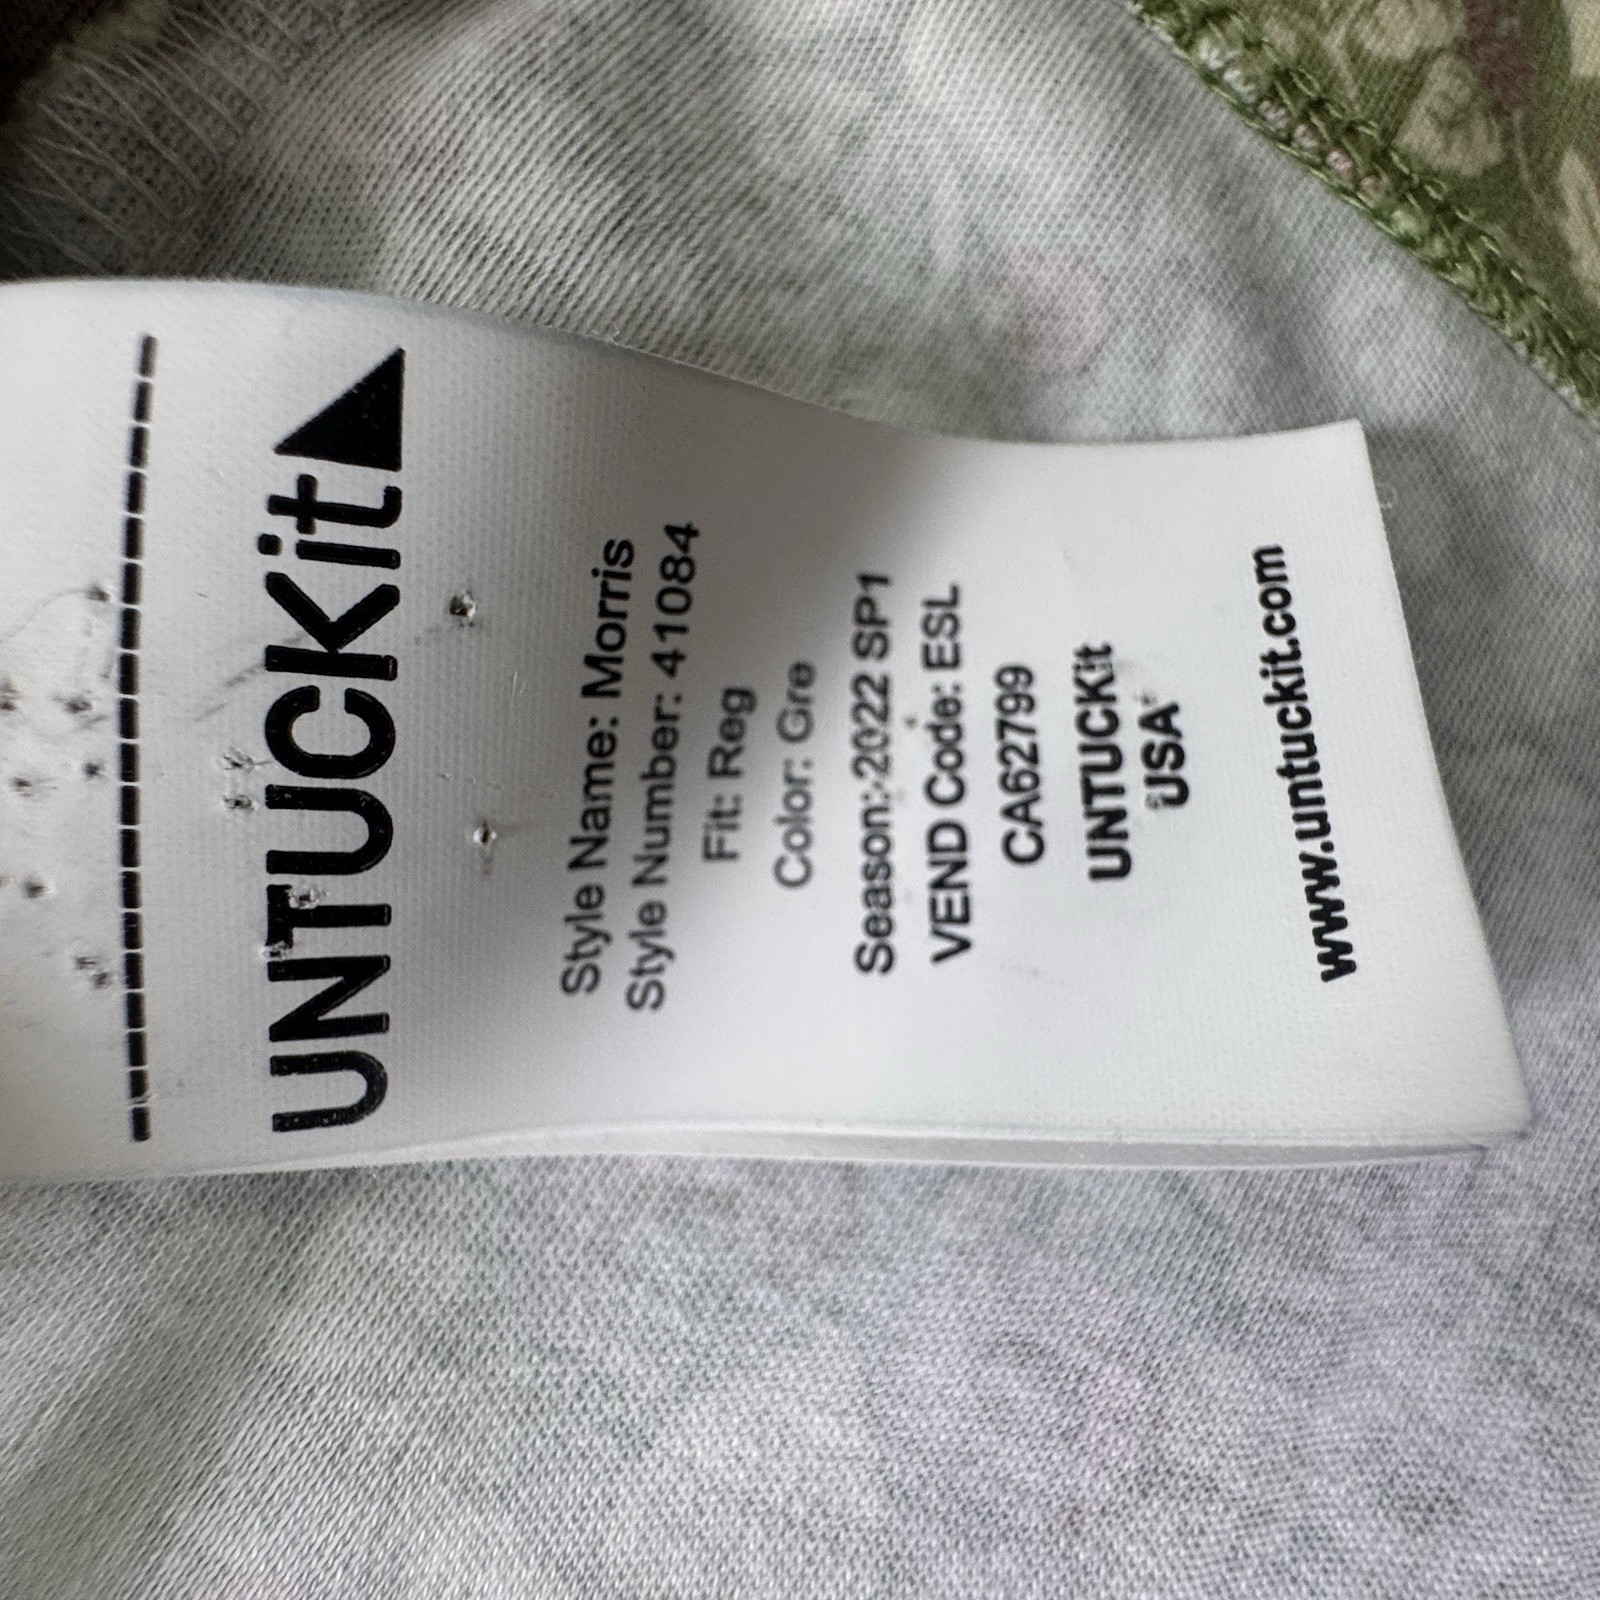 UNTUCKit
Style Name: Morris
Style Number: 41084
Fit: Reg
Color: Gre
Season: 2022 SP1
VEND Code: ESL
CA62799
UNTUCKit
USA
www.untuckit.com